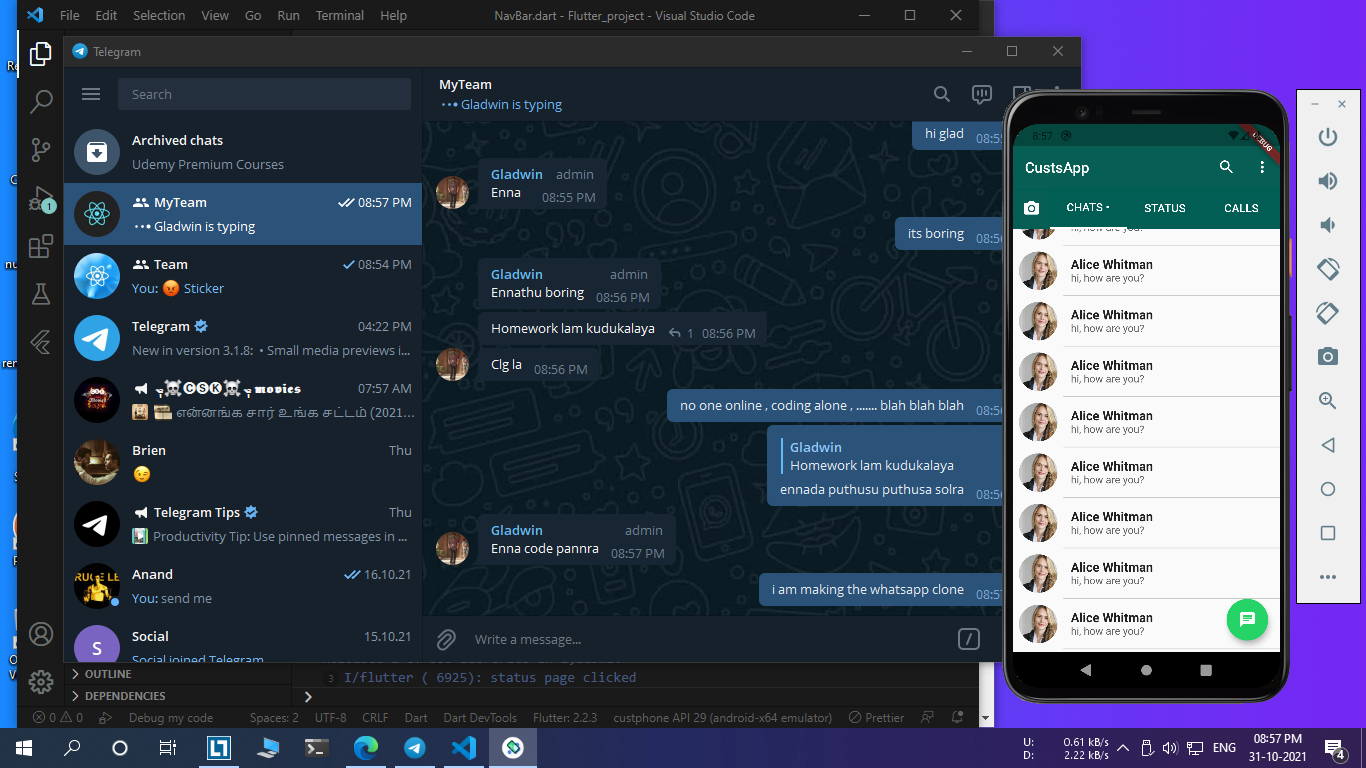 File Edit Selection View Go Run Terminal Help
NavBar.dart - Flutter_project - Visual Studio Code
Telegram
Search
Archived chats
Udemy Premium Courses
MyTeam 08:57 PM
Gladwin is typing
Team 08:54 PM
You: 😡 Sticker
Telegram 04:22 PM
New in version 3.1.8: • Small media previews i...
☠🅒🅢🅚☠ 𝖒𝖔𝖛𝖎𝖊𝖘 07:57 AM
என்னங்க சார் உங்க சட்டம் (2021...
Brien Thu
😉
Telegram Tips Thu
Productivity Tip: Use pinned messages in ...
Anand 16.10.21
You: send me
S
Social 15.10.21
Social joined Telegram
MyTeam
Gladwin is typing
hi glad 08:55
Gladwin admin
Enna 08:55 PM
its boring 08:56
Gladwin admin
Ennathu boring 08:56 PM
Homework lam kudukalaya 1 08:56 PM
Clg la 08:56 PM
no one online , coding alone , ....... blah blah blah 08:56
Gladwin
Homework lam kudukalaya
ennada puthusu puthusa solra 08:56
Gladwin admin
Enna code pannra 08:57 PM
i am making the whatsapp clone 08:57
Write a message...
8:57
DEBUG
CustsApp
CHATS • STATUS CALLS
Alice Whitman
hi, how are you?
Alice Whitman
hi, how are you?
Alice Whitman
hi, how are you?
Alice Whitman
hi, how are you?
Alice Whitman
hi, how are you?
Alice Whitman
hi, how are you?
Alice Whitman
hi, how are you?
Alice Whitman
hi, how are you?
1
OUTLINE
DEPENDENCIES
3 I/flutter ( 6925): status page clicked
0 0 Debug my code Spaces: 2 UTF-8 CRLF Dart Dart DevTools Flutter: 2.2.3 custphone API 29 (android-x64 emulator) Prettier
U: 0.61 kB/s
D: 2.22 kB/s
ENG
08:57 PM
31-10-2021
4